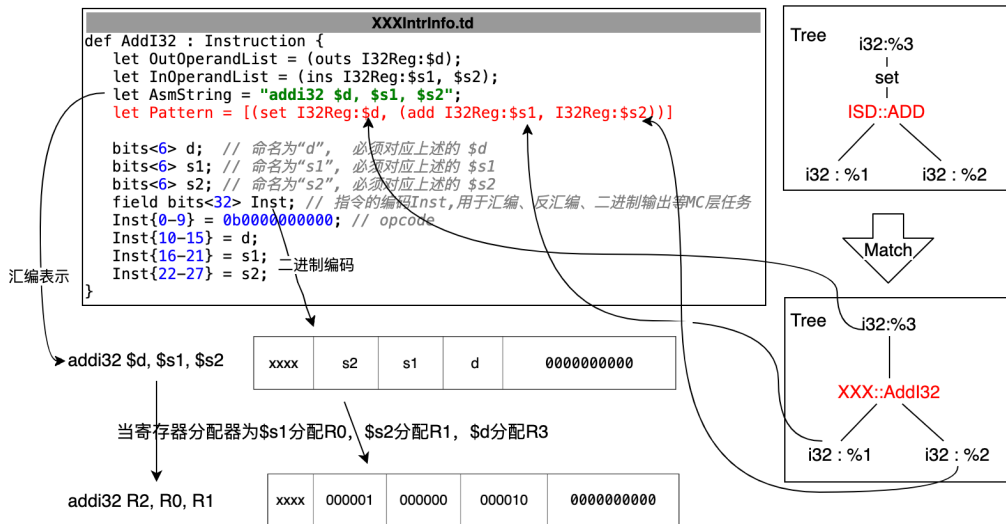 XXXIntrInfo.td
def AddI32 : Instruction {
let OutOperandList = (outs I32Reg:$d);
let InOperandList = (ins I32Reg:$s1, $s2);
let AsmString = "addi32 $d, $s1, $s2";
let Pattern = [(set I32Reg:$d, (add I32Reg:$s1, I32Reg:$s2))]
bits<6> d; // 命名为“d”, 必须对应上述的 $d
bits<6> s1; // 命名为“s1”, 必须对应上述的 $s1
bits<6> s2; // 命名为“s2”, 必须对应上述的 $s2
field bits<32> Inst; // 指令的编码Inst,用于汇编、反汇编、二进制输出等MC层任务
Inst{0-9} = 0b0000000000; // opcode
Inst{10-15} = d;
Inst{16-21} = s1;
Inst{22-27} = s2;
}
汇编表示
二进制编码
addi32 $d, $s1, $s2
xxxx s2 s1 d 0000000000
当寄存器分配器为$s1分配R0, $s2分配R1, $d分配R3
addi32 R2, R0, R1
xxxx 000001 000000 000010 0000000000
Tree
i32:%3
set
ISD::ADD
i32 : %1 i32 : %2
Match
Tree
i32:%3
XXX::AddI32
i32 : %1 i32 : %2